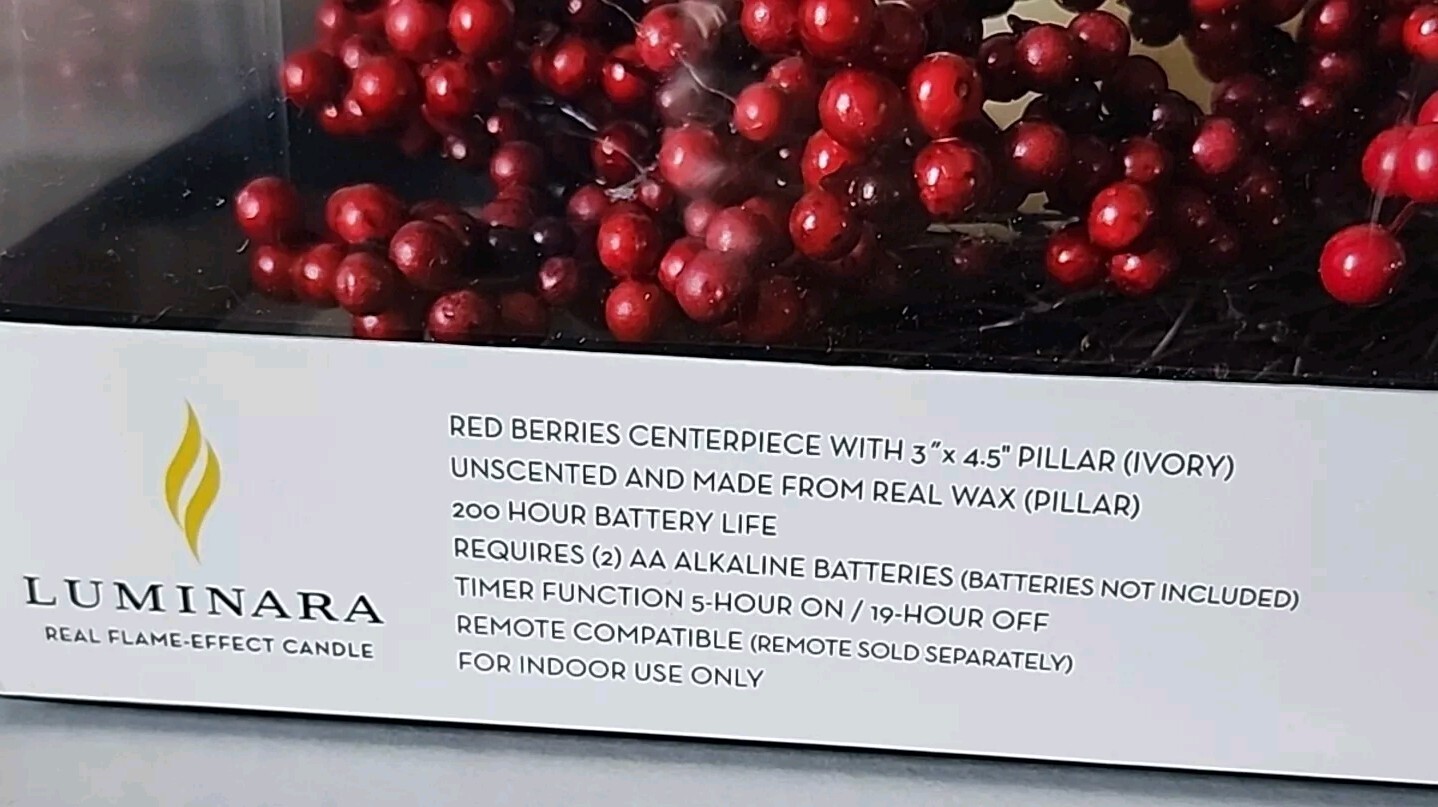 RED BERRIES CENTERPIECE WITH 3"x 4.5" PILLAR (IVORY)
UNSCENTED AND MADE FROM REAL WAX (PILLAR)
200 HOUR BATTERY LIFE
REQUIRES (2) AA ALKALINE BATTERIES (BATTERIES NOT INCLUDED)
TIMER FUNCTION 5-HOUR ON / 19-HOUR OFF
REMOTE COMPATIBLE (REMOTE SOLD SEPARATELY)
FOR INDOOR USE ONLY
LUMINARA
REAL FLAME-EFFECT CANDLE